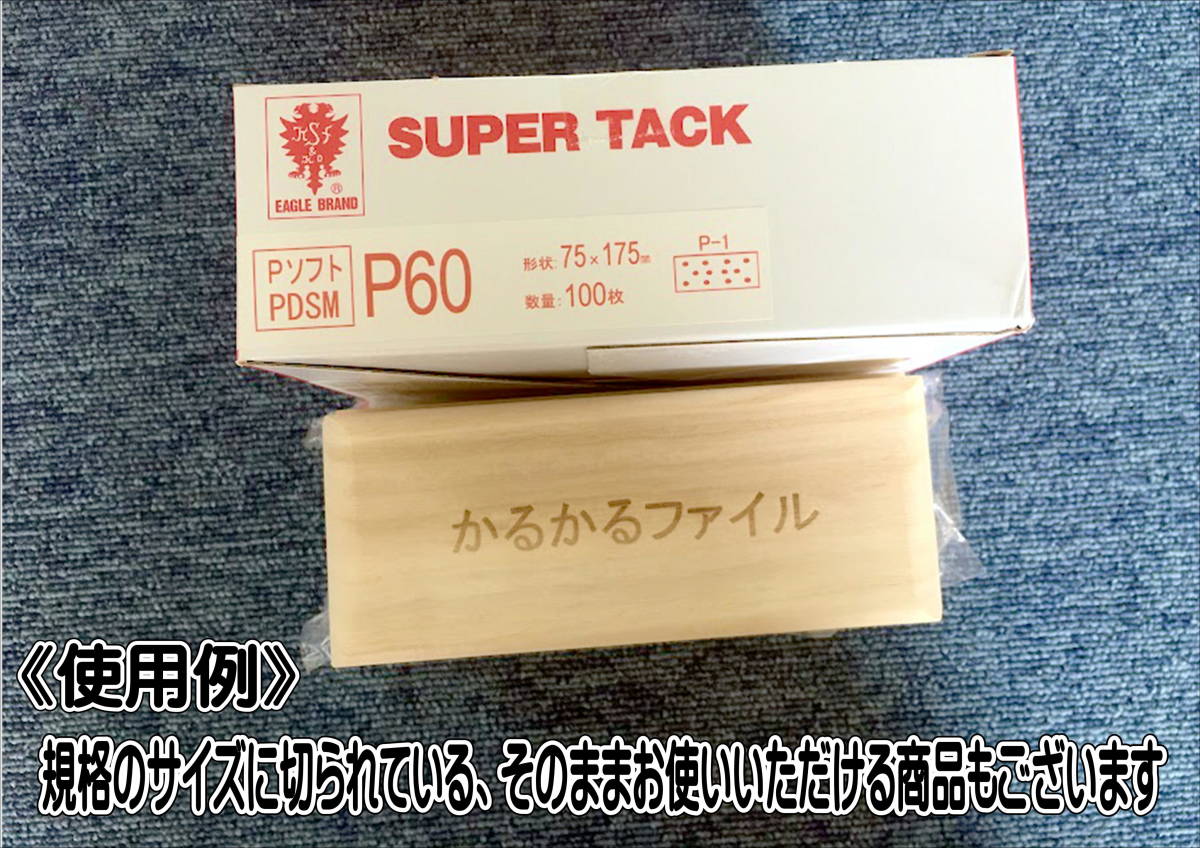 SUPER TACK
KSF
& Co
®
EAGLE BRAND
Pソフト
PDSM
P60
形状:75×175㎜
数量:100枚
P-1
かるかるファイル
《使用例》
規格のサイズに切られている、そのままお使いいただける商品もございます